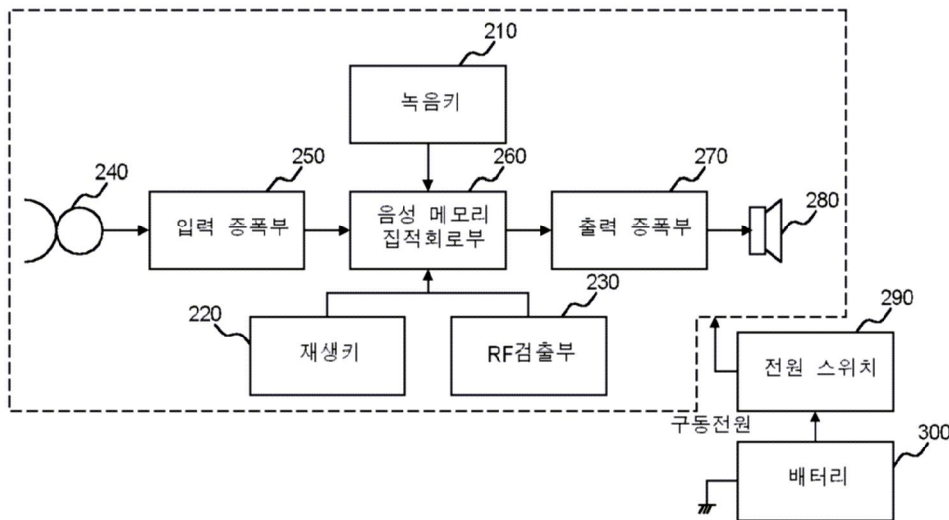 210
녹음키
240
250
260
270
280
입력 증폭부
음성 메모리
집적회로부
출력 증폭부
220
230
290
재생키
RF검출부
전원 스위치
구동전원
300
배터리